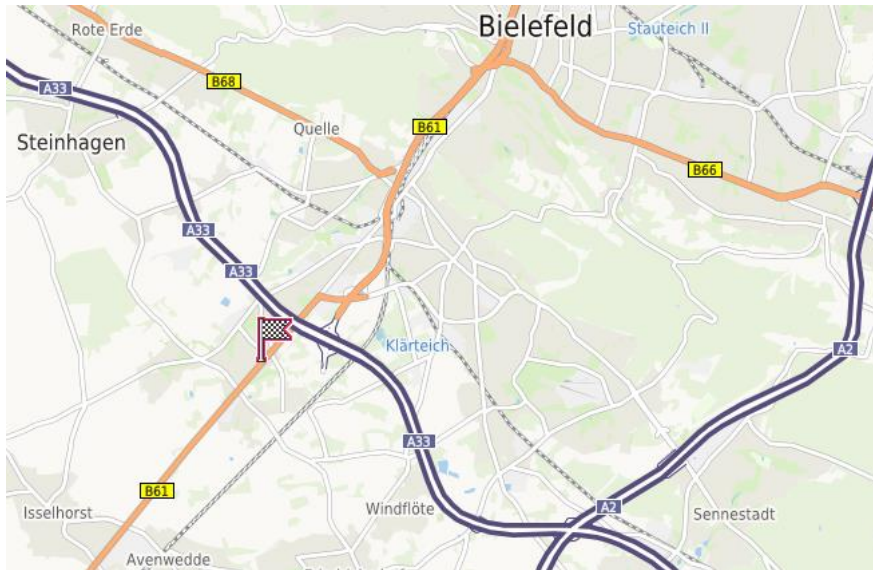 Bielefeld
Rote Erde
Stauteich II
A33
B68
Quelle
B61
Steinhagen
B66
A33
A33
Klärteich
A2
A33
B61
Windflöte
A2
Isselhorst
Sennestadt
Avenwedde